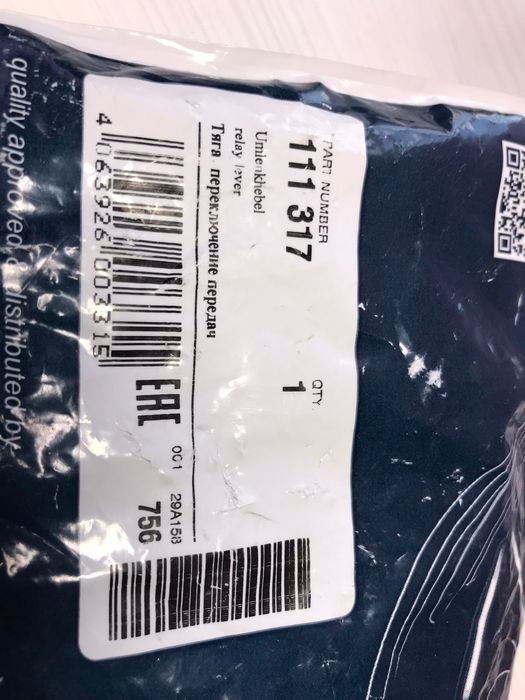 PART NUMBER
111 317
QTY.
1
Umlenkhebel
relay lever
Тяга, переключение передач
4 063926 003315
EAC
001
29A15B
756
quality approved & distributed by: